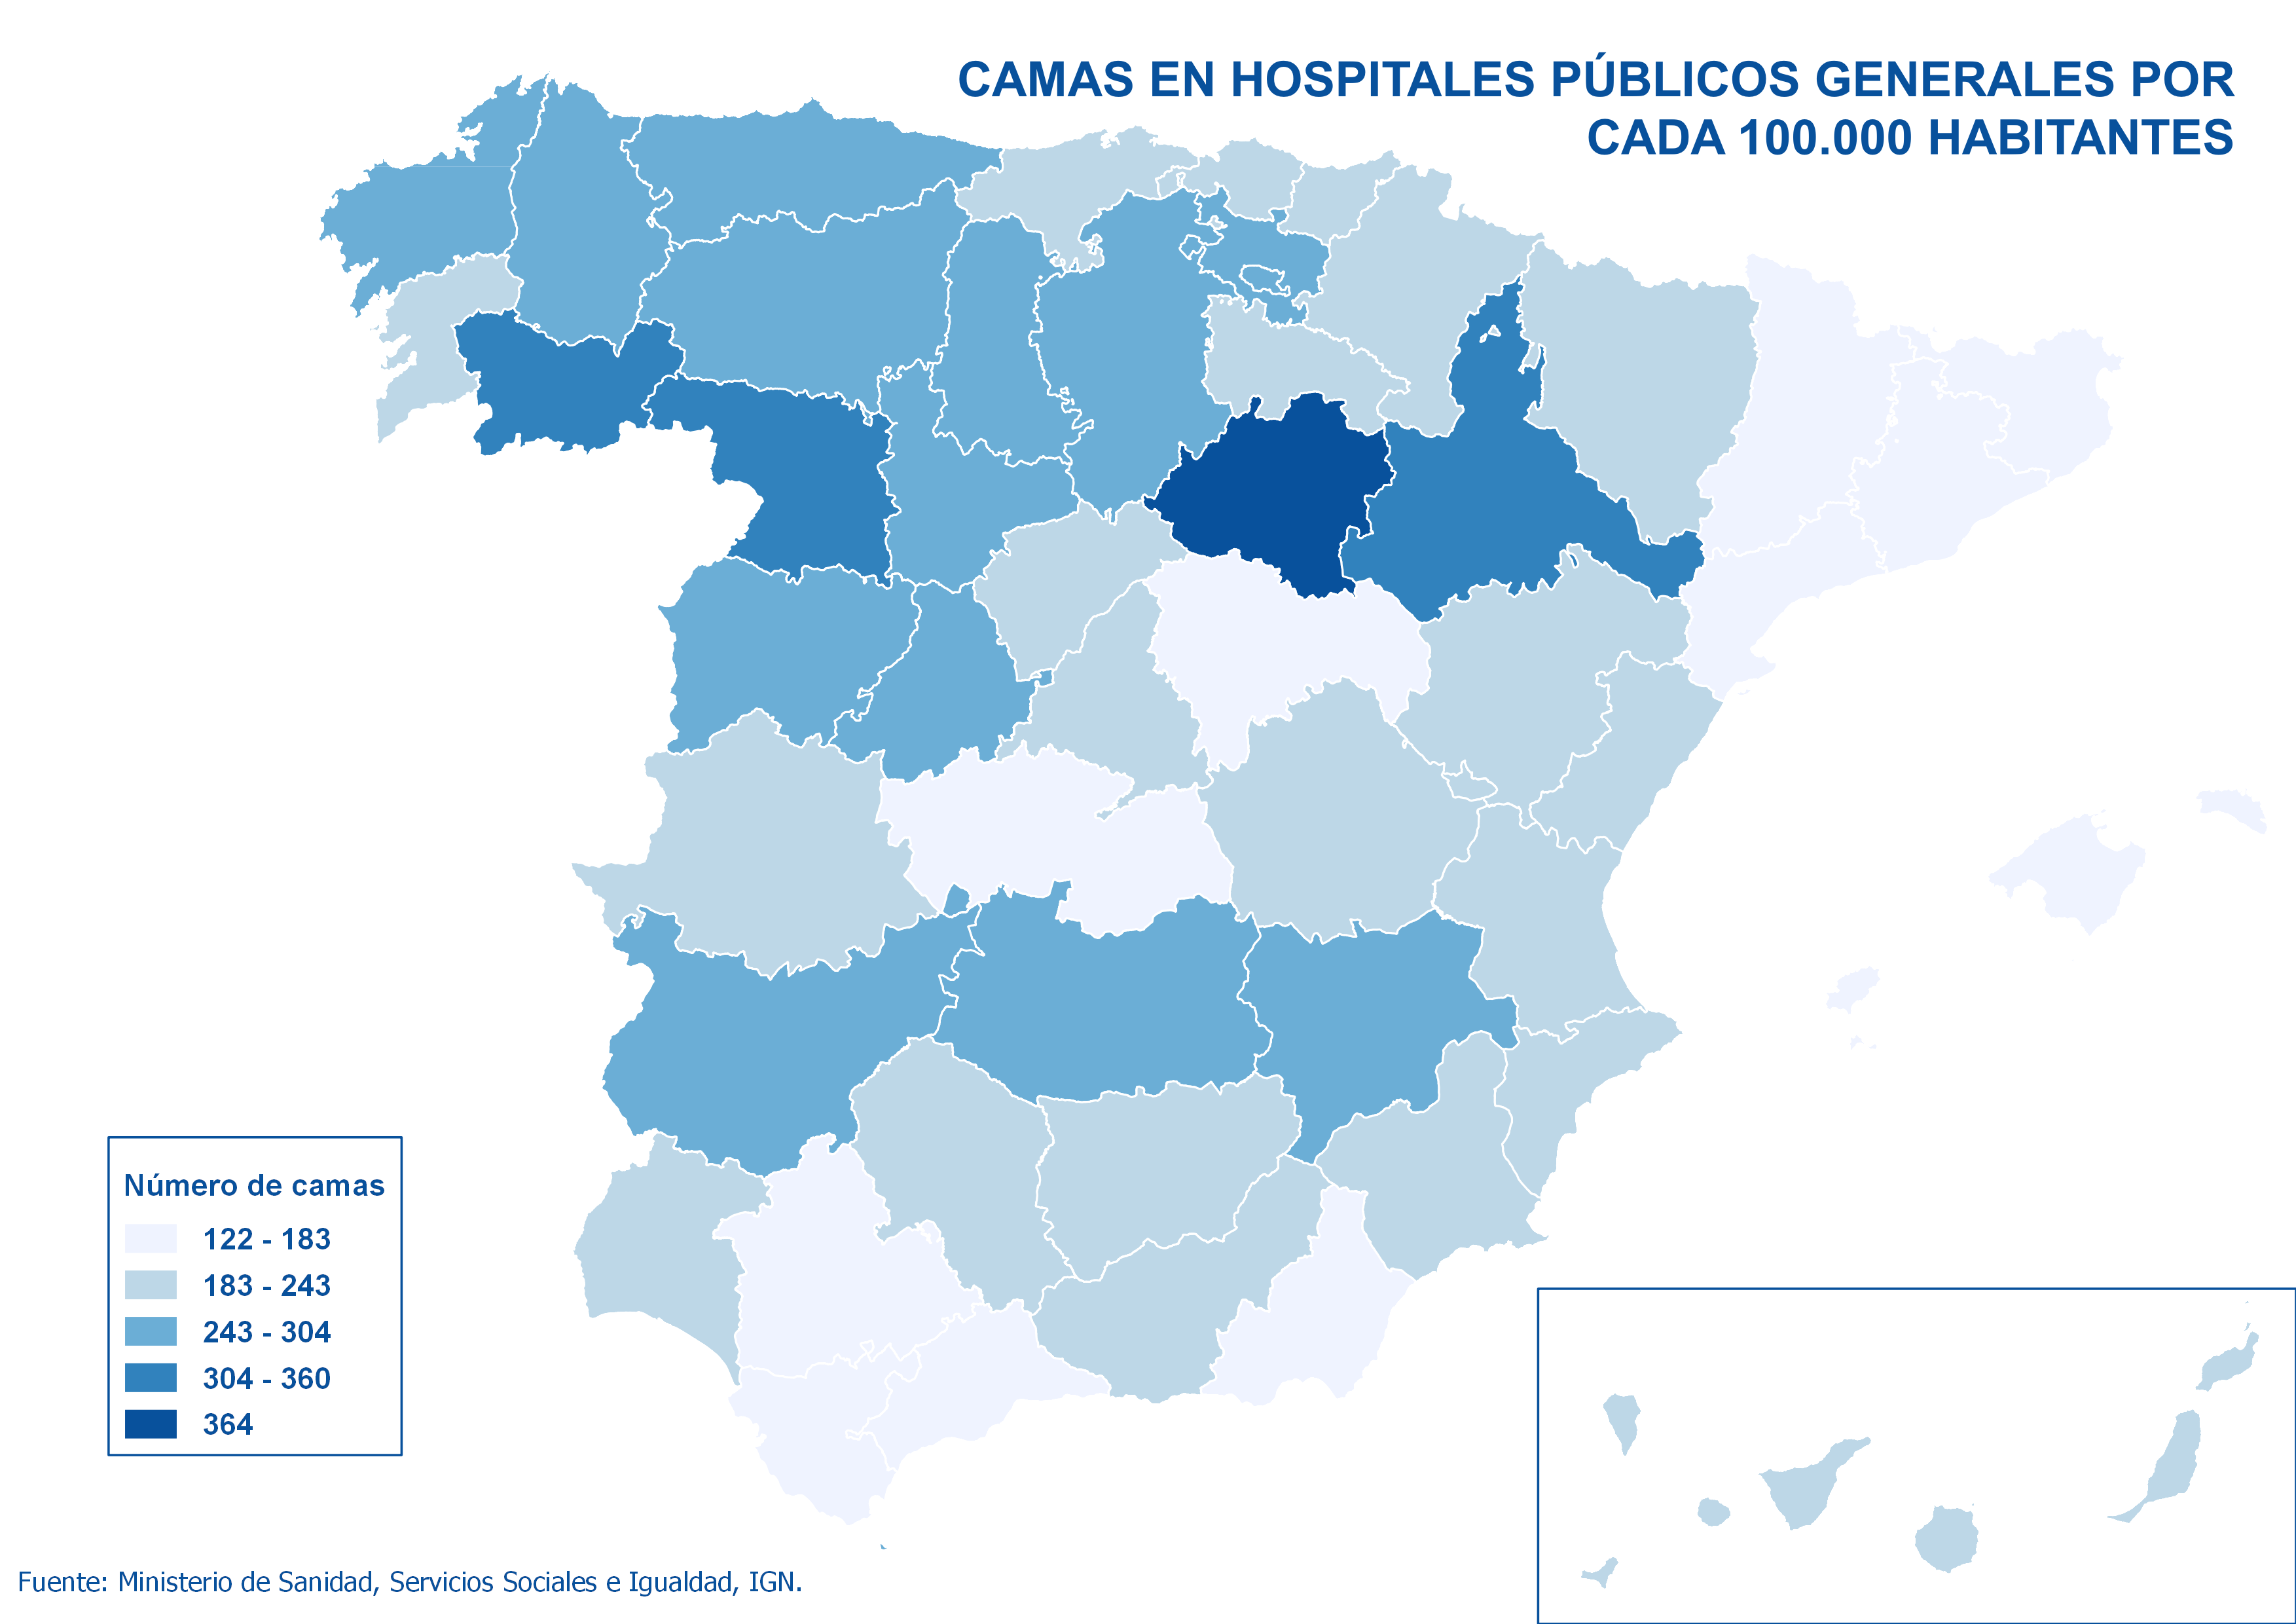 CAMAS EN HOSPITALES PÚBLICOS GENERALES POR
CADA 100.000 HABITANTES
Número de camas
122 - 183
183 - 243
243 - 304
304 - 360
364
Fuente: Ministerio de Sanidad, Servicios Sociales e Igualdad, IGN.